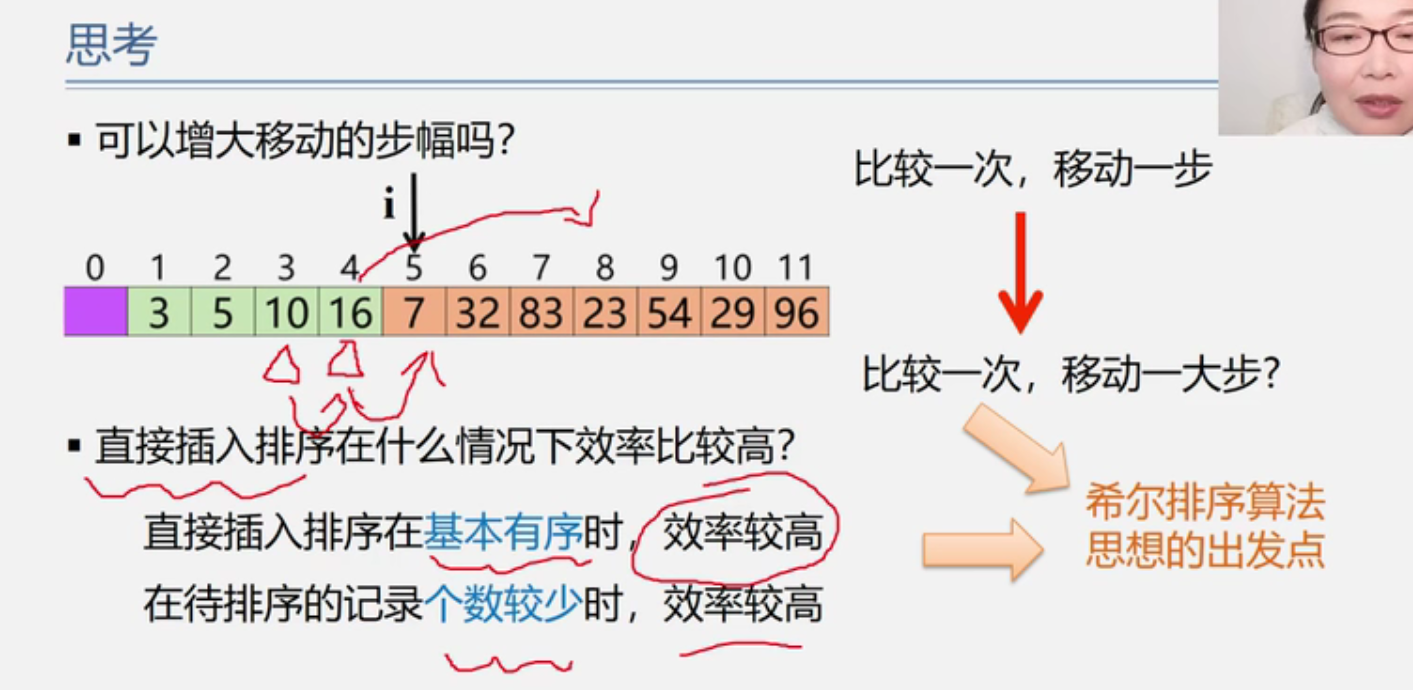 思考
▪ 可以增大移动的步幅吗?
i
0 1 2 3 4 5 6 7 8 9 10 11
3 5 10 16 7 32 83 23 54 29 96
比较一次，移动一步
比较一次，移动一大步?
▪ 直接插入排序在什么情况下效率比较高?
直接插入排序在基本有序时，效率较高
在待排序的记录个数较少时，效率较高
希尔排序算法
思想的出发点